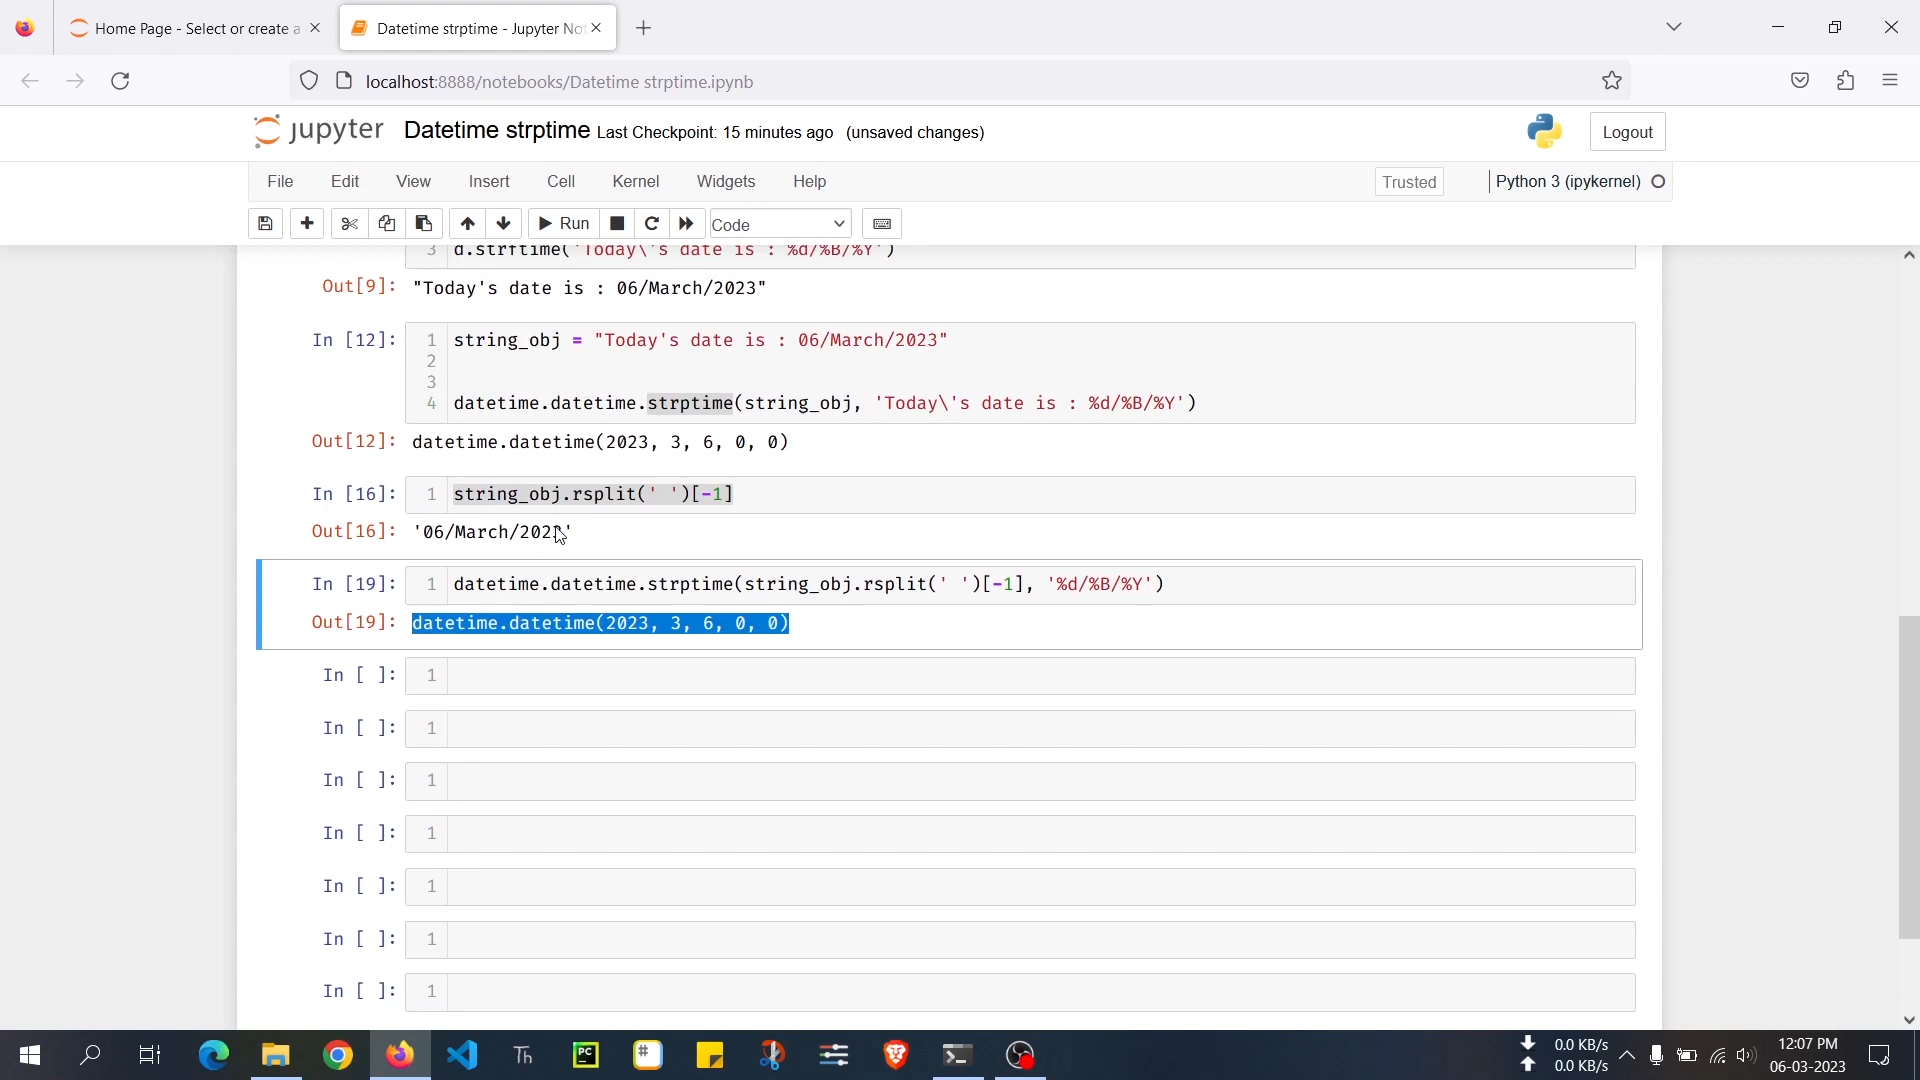 Home Page - Select or create a
Datetime strptime - Jupyter Not
localhost:8888/notebooks/Datetime strptime.ipynb
jupyter Datetime strptime Last Checkpoint: 15 minutes ago (unsaved changes)
Logout
File Edit View Insert Cell Kernel Widgets Help
Trusted
Python 3 (ipykernel)
Run
Code
3 d.strftime('Today\'s date is : %d/%B/%Y')
Out[9]: "Today's date is : 06/March/2023"
In [12]: 1 string_obj = "Today's date is : 06/March/2023"
2
3
4 datetime.datetime.strptime(string_obj, 'Today\'s date is : %d/%B/%Y')
Out[12]: datetime.datetime(2023, 3, 6, 0, 0)
In [16]: 1 string_obj.rsplit(' ')[-1]
Out[16]: '06/March/2023'
In [19]: 1 datetime.datetime.strptime(string_obj.rsplit(' ')[-1], '%d/%B/%Y')
Out[19]: datetime.datetime(2023, 3, 6, 0, 0)
In [ ]: 1
In [ ]: 1
In [ ]: 1
In [ ]: 1
In [ ]: 1
In [ ]: 1
In [ ]: 1
Th
PC
#
0.0 KB/s
0.0 KB/s
12:07 PM
06-03-2023